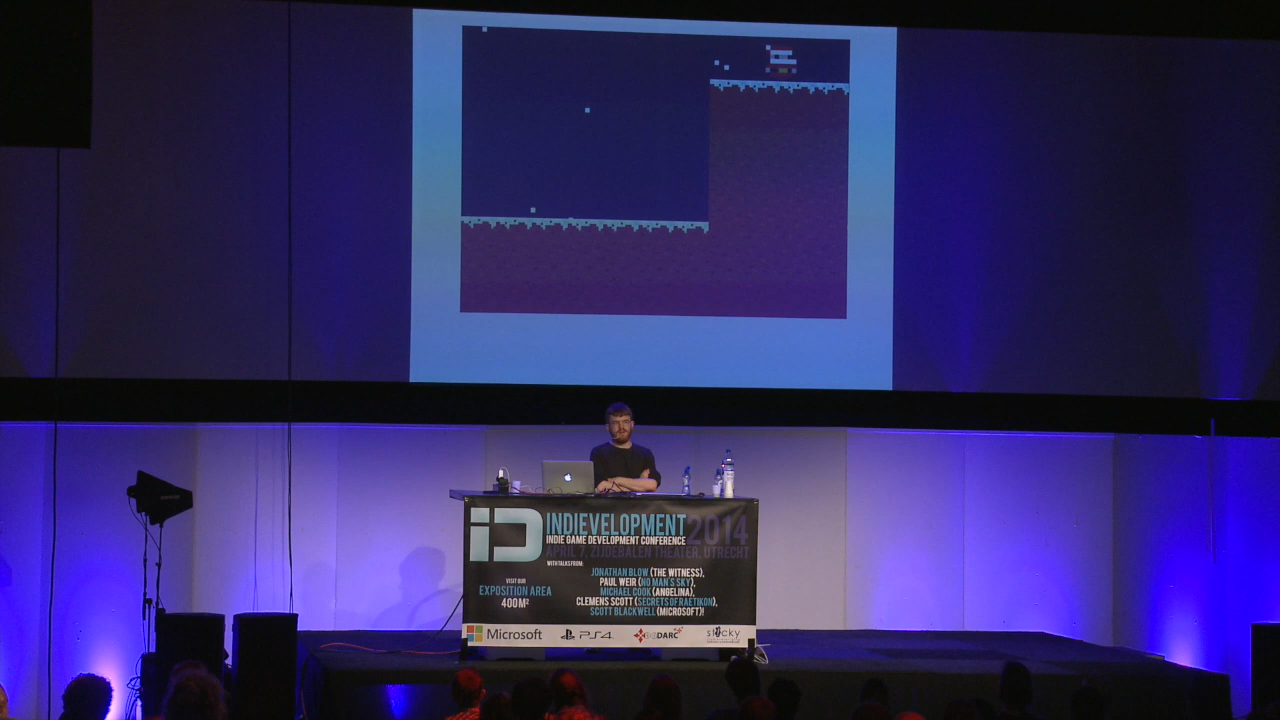 iD
INDIEVELOPMENT 2014
INDIE GAME DEVELOPMENT CONFERENCE
APRIL 7, ZIJDEBALEN THEATER, UTRECHT
WITH TALKS FROM:
JONATHAN BLOW (THE WITNESS),
PAUL WEIR (NO MAN'S SKY),
MICHAEL COOK (ANGELINA),
CLEMENS SCOTT (SECRETS OF RAETIKON),
SCOTT BLACKWELL (MICROSOFT)!
VISIT OUR
EXPOSITION AREA
400M²
Microsoft PS4